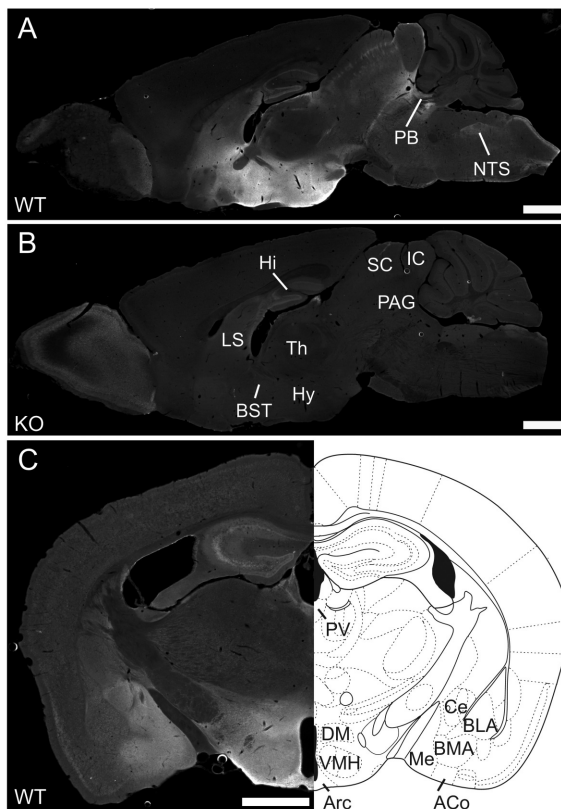 A
PB
NTS
WT
B
Hi
SC IC
PAG
LS
Th
BST Hy
KO
C
PV
Ce
BLA
DM
BMA
VMH Me
WT
Arc ACo